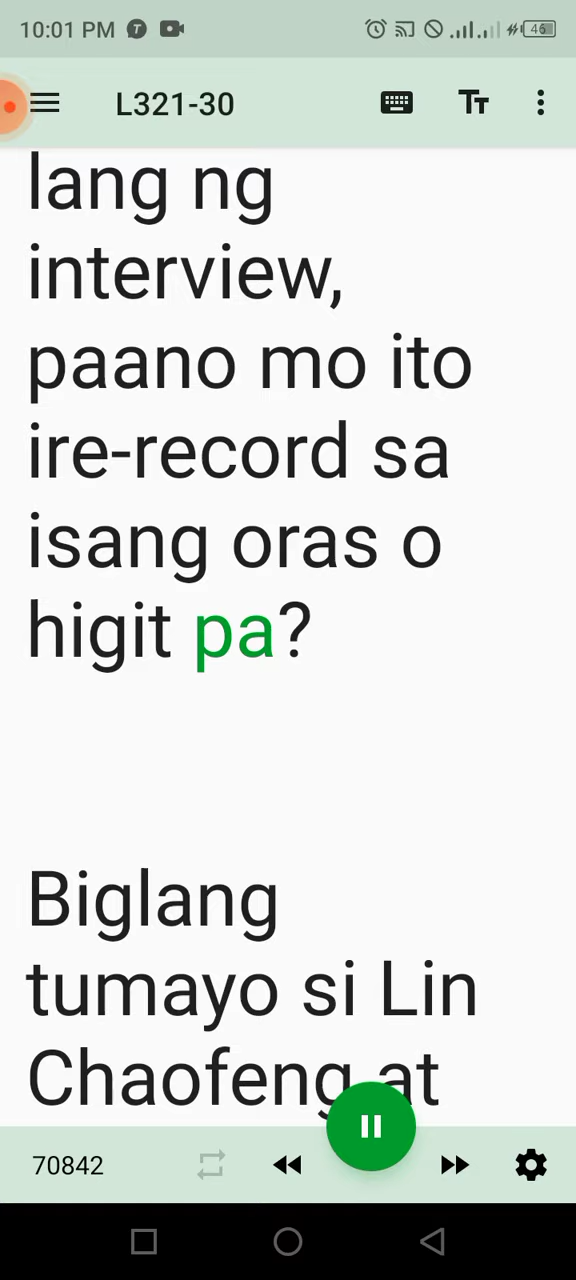 10:01 PM
46
L321-30
lang ng
interview,
paano mo ito
ire-record sa
isang oras o
higit pa?
Biglang
tumayo si Lin
Chaofeng at
70842